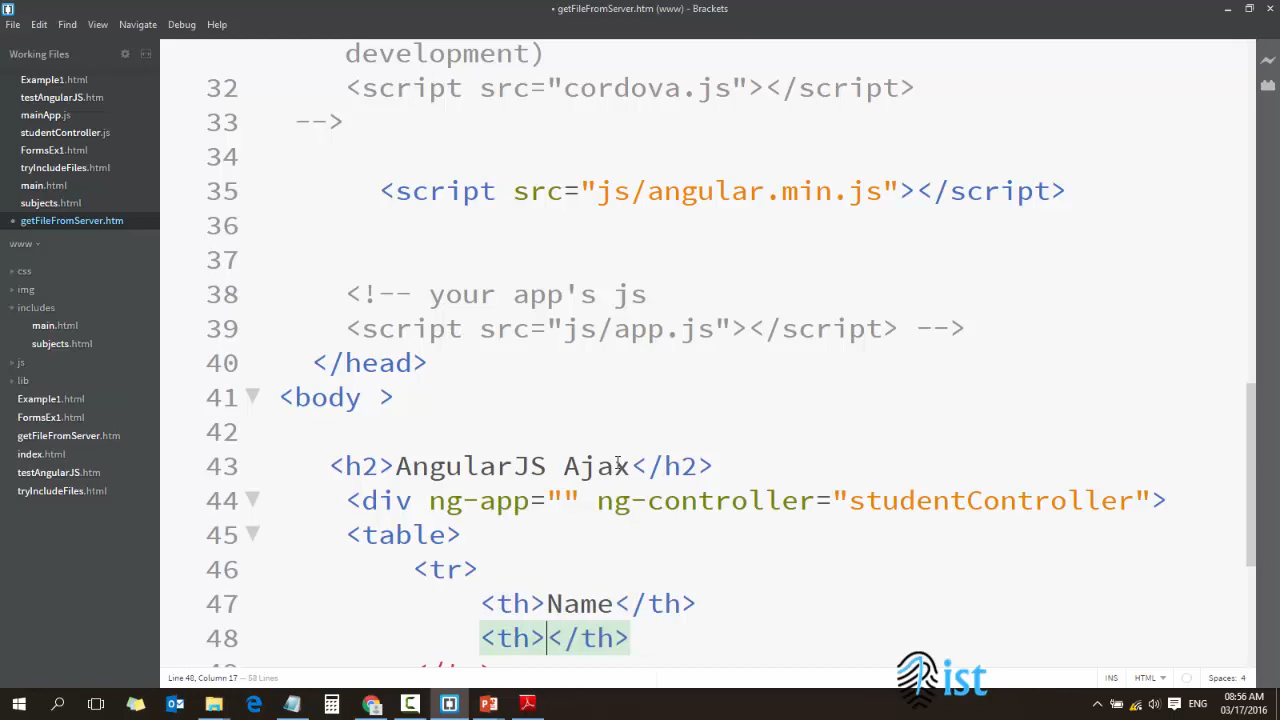 • getFileFromServer.htm (www) - Brackets
File Edit Find View Navigate Debug Help
Working Files
Example1.html
testAngularJS.htm
mainApp.js
studentController.js
FormsEx1.html
tryIncludeFiles.html
main.html
subjects.html
• getFileFromServer.htm
www
css
img
includes
main.html
subjects.html
js
lib
Example1.html
FormsEx1.html
getFileFromServer.htm
index.html
testAngularJS.htm
tryIncludeFiles.html
development)
32 <script src="cordova.js"></script>
33 -->
34
35 <script src="js/angular.min.js"></script>
36
37
38 <!-- your app's js
39 <script src="js/app.js"></script> -->
40 </head>
41 <body >
42
43 <h2>AngularJS Ajax</h2>
44 <div ng-app="" ng-controller="studentController">
45 <table>
46 <tr>
47 <th>Name</th>
48 <th></th>
Line 48, Column 17 — 58 Lines
INS HTML Spaces: 4
ist
08:56 AM
03/17/2016